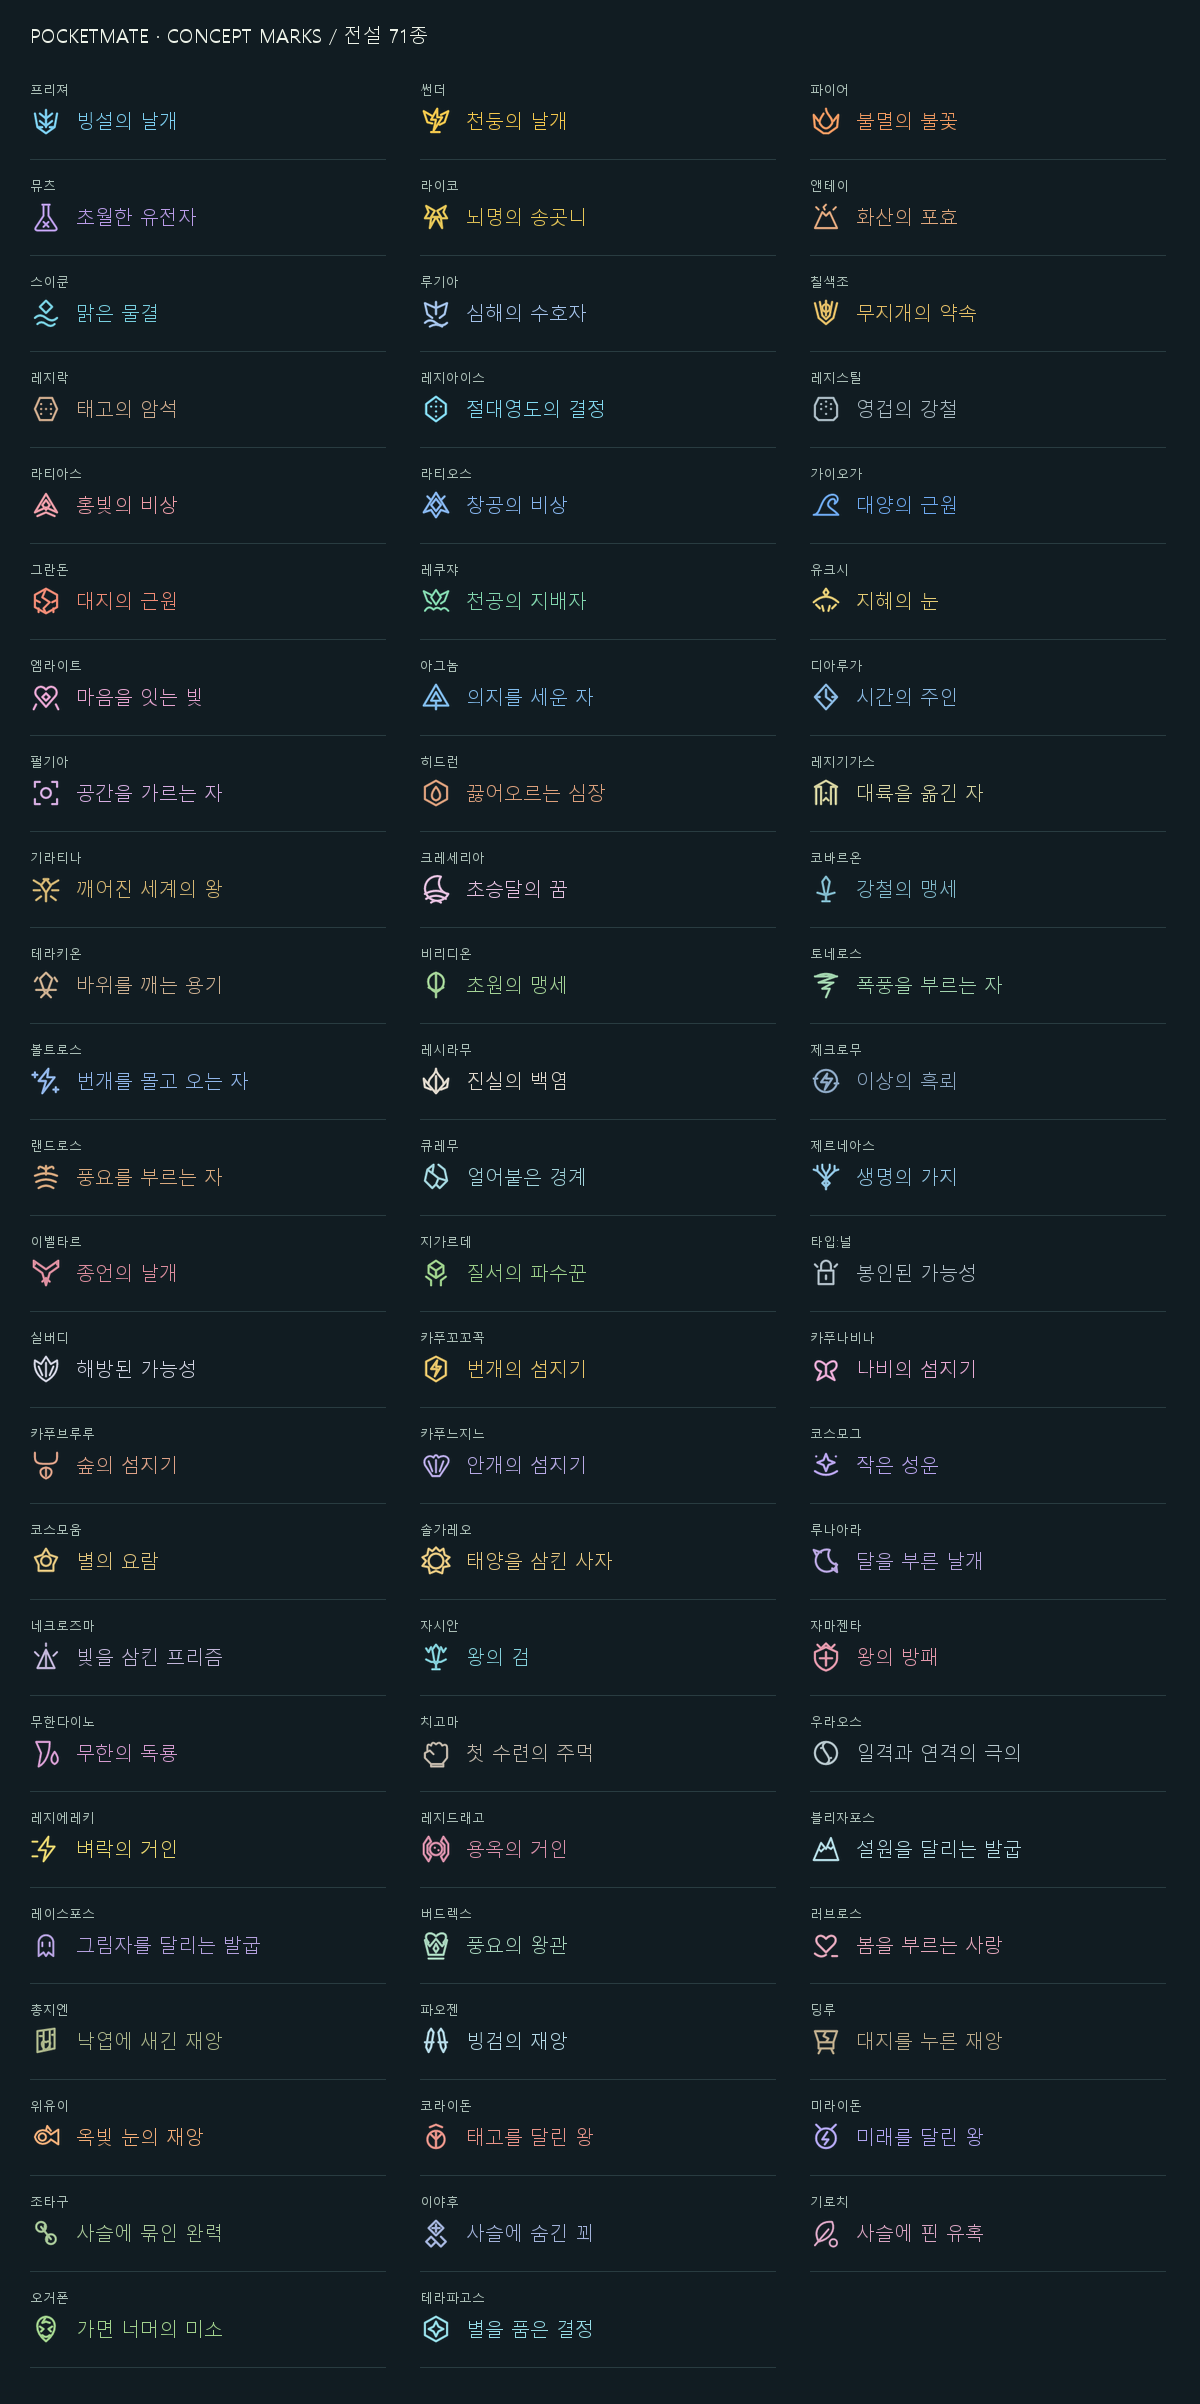 POCKETMATE · CONCEPT MARKS / 전설 71종
프리져
빙설의 날개
썬더
천둥의 날개
파이어
불멸의 불꽃
뮤츠
초월한 유전자
라이코
뇌명의 송곳니
앤테이
화산의 포효
스이쿤
맑은 물결
루기아
심해의 수호자
칠색조
무지개의 약속
레지락
태고의 암석
레지아이스
절대영도의 결정
레지스틸
영겁의 강철
라티아스
홍빛의 비상
라티오스
창공의 비상
가이오가
대양의 근원
그란돈
대지의 근원
레쿠쟈
천공의 지배자
유크시
지혜의 눈
엠라이트
마음을 잇는 빛
아그놈
의지를 세운 자
디아루가
시간의 주인
펄기아
공간을 가르는 자
히드런
끓어오르는 심장
레지기가스
대륙을 옮긴 자
기라티나
깨어진 세계의 왕
크레세리아
초승달의 꿈
코바르온
강철의 맹세
테라키온
바위를 깨는 용기
비리디온
초원의 맹세
토네로스
폭풍을 부르는 자
볼트로스
번개를 몰고 오는 자
레시라무
진실의 백염
제크로무
이상의 흑뢰
랜드로스
풍요를 부르는 자
큐레무
얼어붙은 경계
제르네아스
생명의 가지
이벨타르
종언의 날개
지가르데
질서의 파수꾼
타입:널
봉인된 가능성
실버디
해방된 가능성
카푸꼬꼬꼭
번개의 섬지기
카푸나비나
나비의 섬지기
카푸브루루
숲의 섬지기
카푸느지느
안개의 섬지기
코스모그
작은 성운
코스모움
별의 요람
솔가레오
태양을 삼킨 사자
루나아라
달을 부른 날개
네크로즈마
빛을 삼킨 프리즘
자시안
왕의 검
자마젠타
왕의 방패
무한다이노
무한의 독룡
치고마
첫 수련의 주먹
우라오스
일격과 연격의 극의
레지에레키
벼락의 거인
레지드래고
용옥의 거인
블리자포스
설원을 달리는 발굽
레이스포스
그림자를 달리는 발굽
버드렉스
풍요의 왕관
러브로스
봄을 부르는 사랑
총지엔
낙엽에 새긴 재앙
파오젠
빙검의 재앙
딩루
대지를 누른 재앙
위유이
옥빛 눈의 재앙
코라이돈
태고를 달린 왕
미라이돈
미래를 달린 왕
조타구
사슬에 묶인 완력
이야후
사슬에 숨긴 꾀
기로치
사슬에 핀 유혹
오거폰
가면 너머의 미소
테라파고스
별을 품은 결정